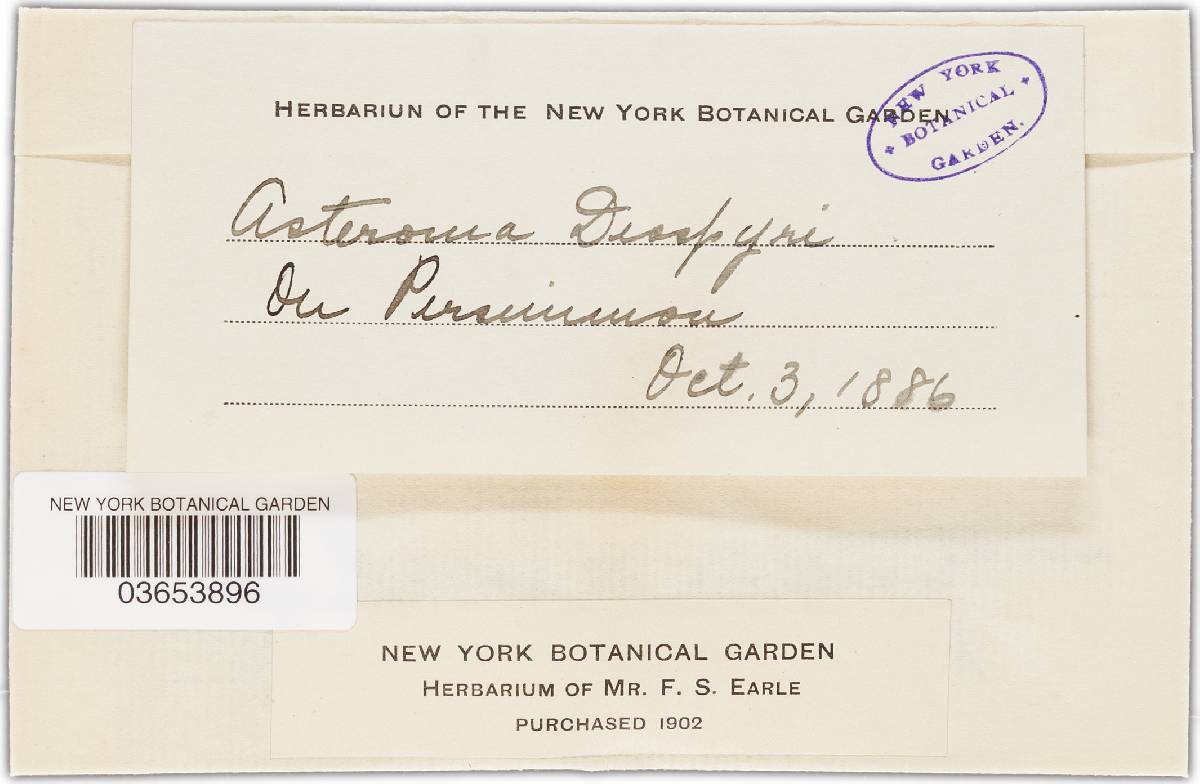 HERBARIUN OF THE NEW YORK BOTANICAL GARDEN
NEW YORK
* BOTANICAL *
GARDEN.
Asteroma Diospyri
On Persimmon
Oct. 3, 1886
NEW YORK BOTANICAL GARDEN
03653896
NEW YORK BOTANICAL GARDEN
HERBARIUM OF MR. F. S. EARLE
PURCHASED 1902